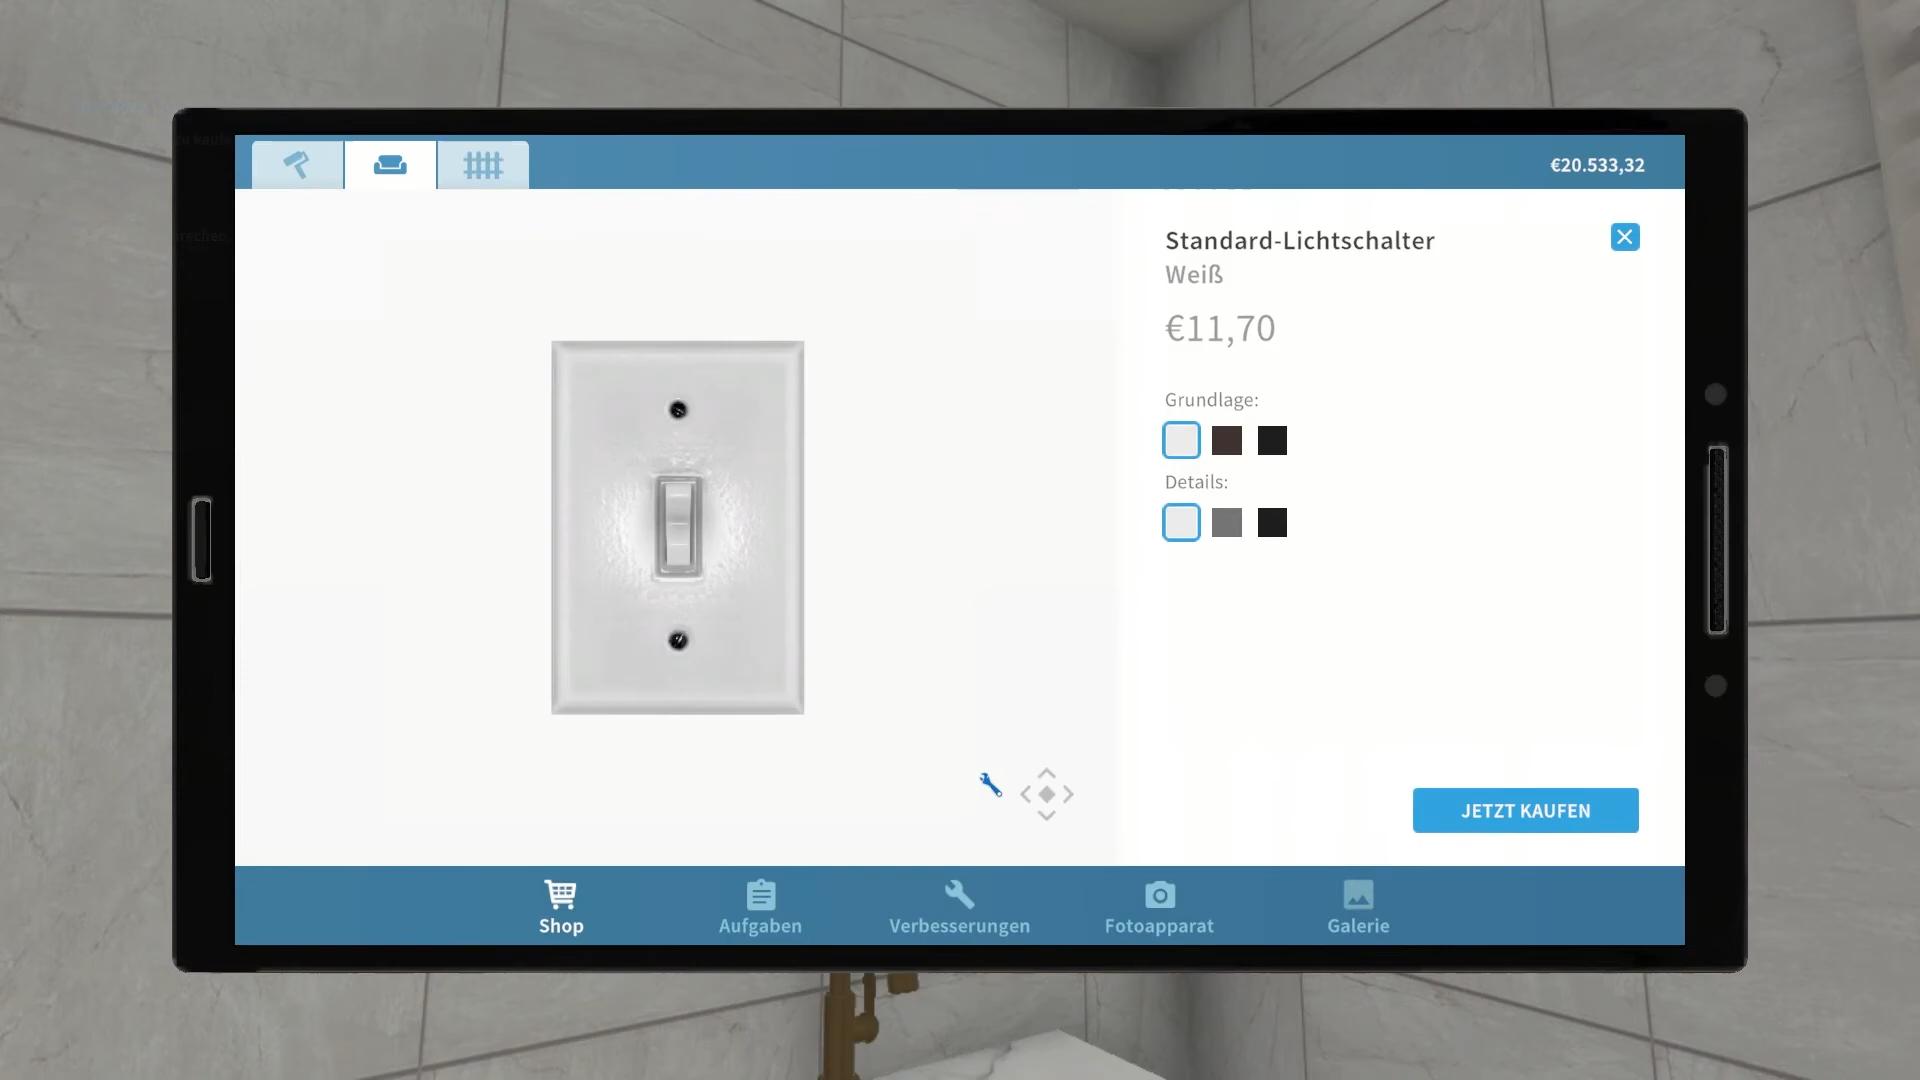 €20.533,32
Standard-Lichtschalter
Weiß
€11,70
Grundlage:
Details:
JETZT KAUFEN
Shop
Aufgaben
Verbesserungen
Fotoapparat
Galerie